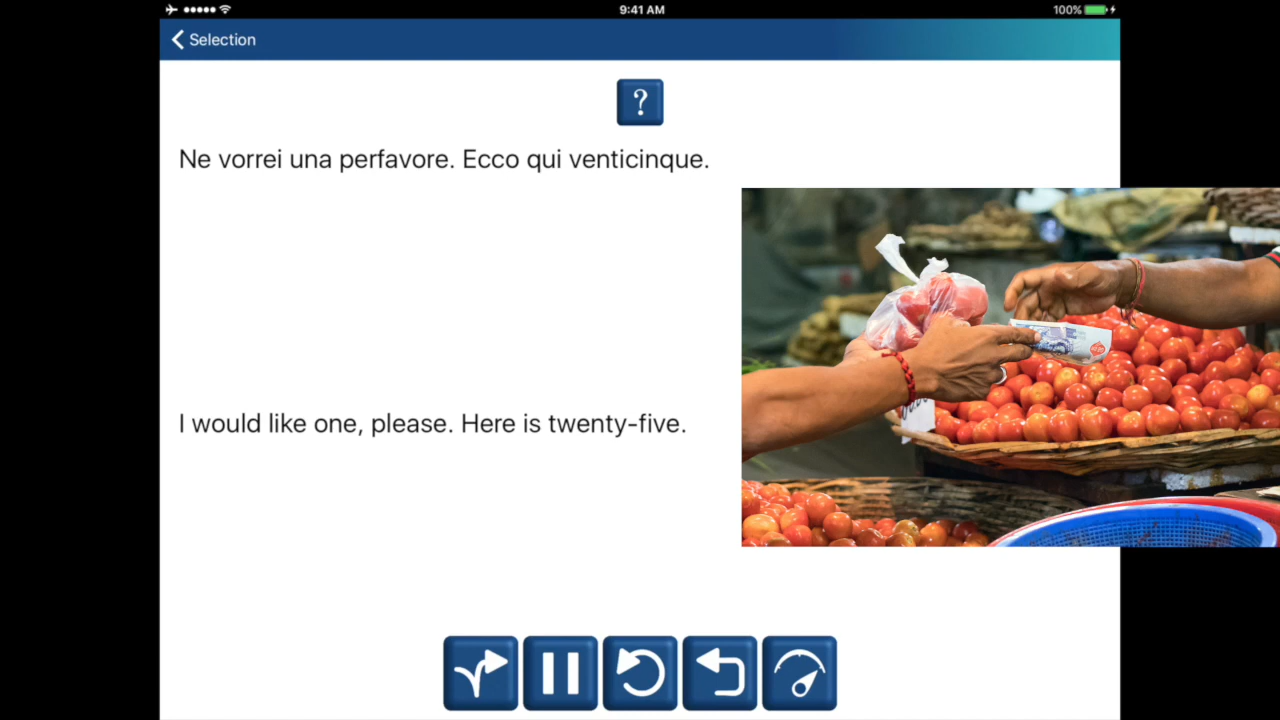 9:41 AM
100%
Selection
?
Ne vorrei una perfavore. Ecco qui venticinque.
I would like one, please. Here is twenty-five.